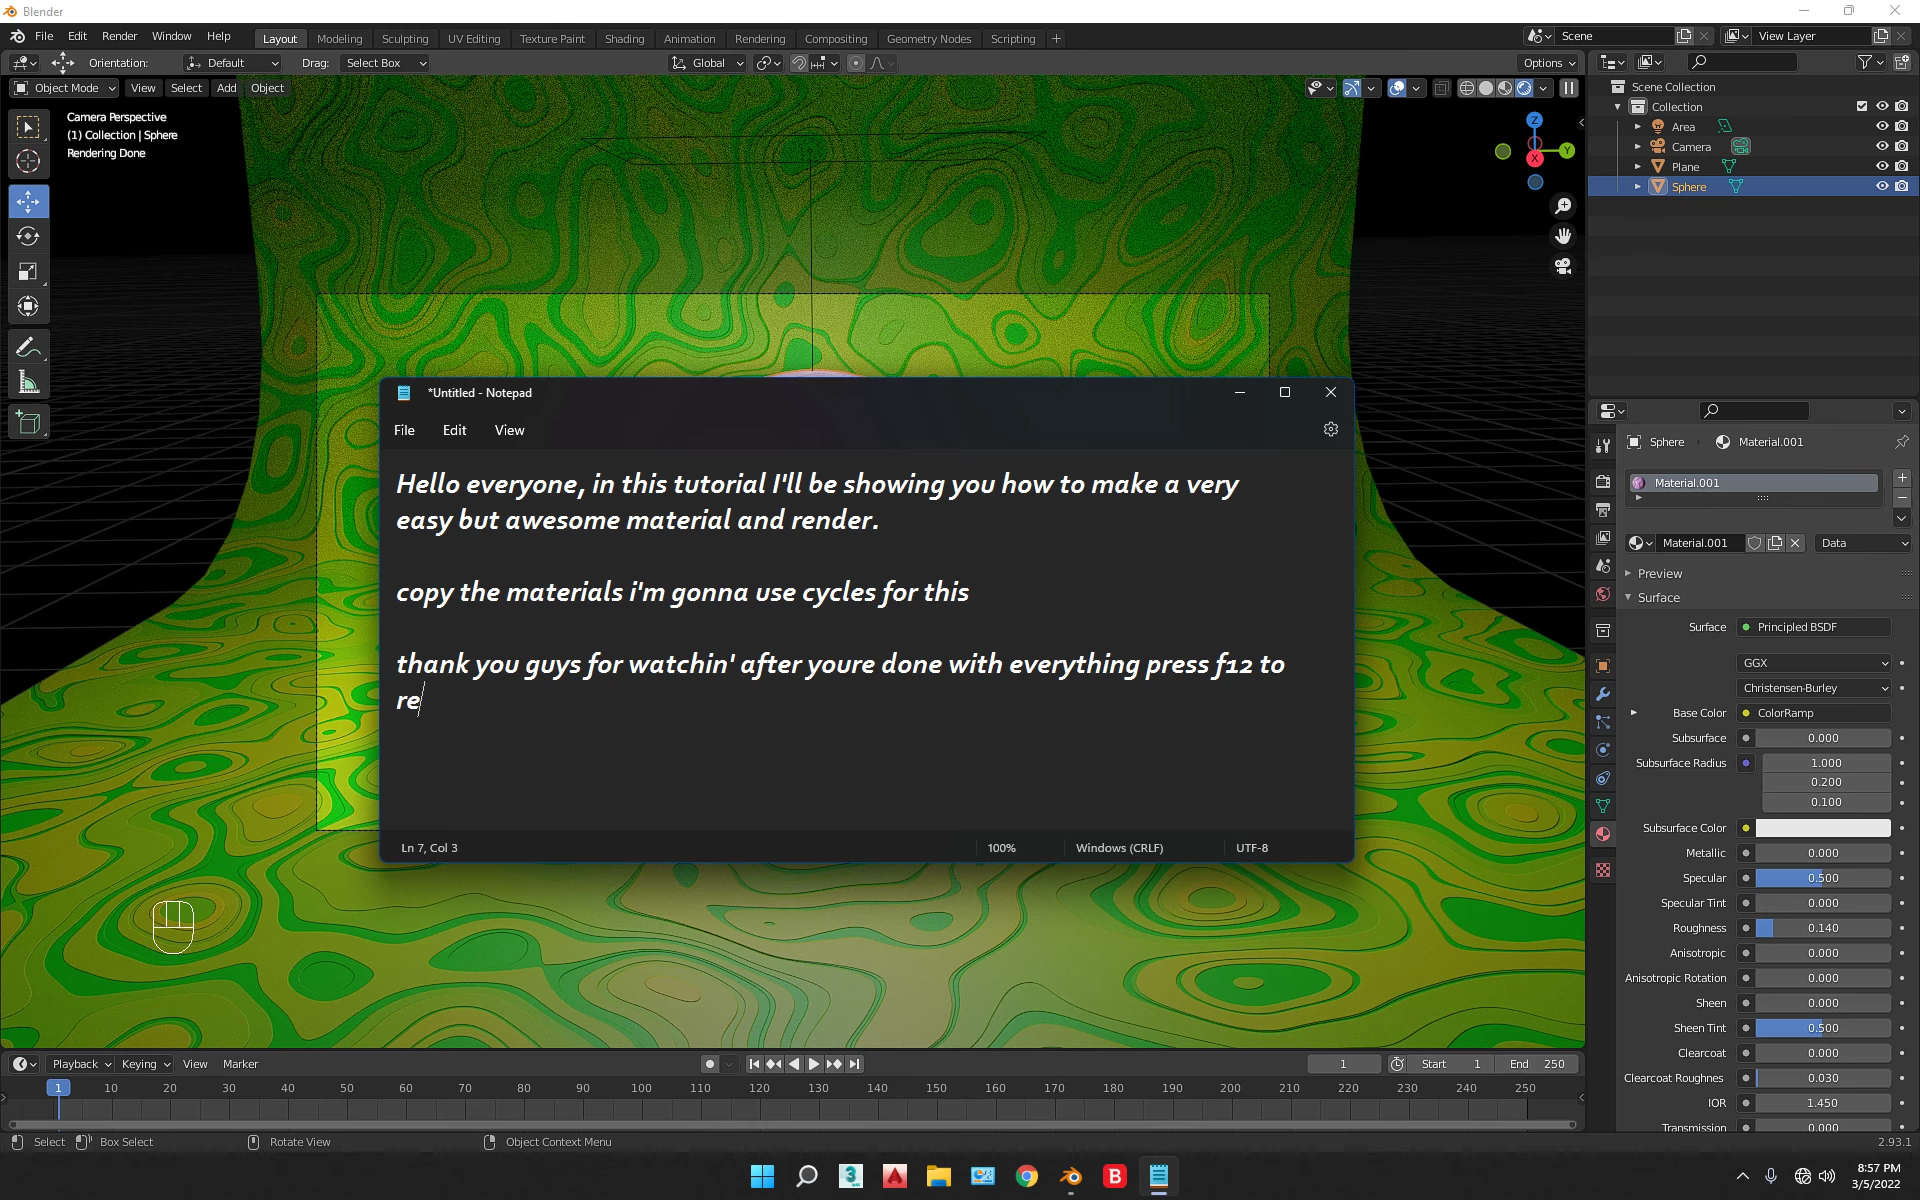 Blender
File Edit Render Window Help Layout Modeling Sculpting UV Editing Texture Paint Shading Animation Rendering Compositing Geometry Nodes Scripting + Scene View Layer
Orientation: Default Drag: Select Box Global Options
Object Mode View Select Add Object
Camera Perspective
(1) Collection | Sphere
Rendering Done
Z
Y
X
Scene Collection
Collection
Area
Camera
Plane
Sphere
*Untitled - Notepad
File Edit View
Hello everyone, in this tutorial I'll be showing you how to make a very
easy but awesome material and render.
copy the materials i'm gonna use cycles for this
thank you guys for watchin' after youre done with everything press f12 to
re
Ln 7, Col 3 100% Windows (CRLF) UTF-8
Sphere Material.001
Material.001
Material.001 Data
Preview
Surface
Surface Principled BSDF
GGX
Christensen-Burley
Base Color ColorRamp
Subsurface 0.000
Subsurface Radius 1.000
0.200
0.100
Subsurface Color
Metallic 0.000
Specular 0.500
Specular Tint 0.000
Roughness 0.140
Anisotropic 0.000
Anisotropic Rotation 0.000
Sheen 0.000
Sheen Tint 0.500
Clearcoat 0.000
Clearcoat Roughnes 0.030
IOR 1.450
Transmission 0.000
Playback Keying View Marker 1 Start 1 End 250
1 10 20 30 40 50 60 70 80 90 100 110 120 130 140 150 160 170 180 190 200 210 220 230 240 250
Select Box Select Rotate View Object Context Menu 2.93.1
3 A B
8:57 PM
3/5/2022